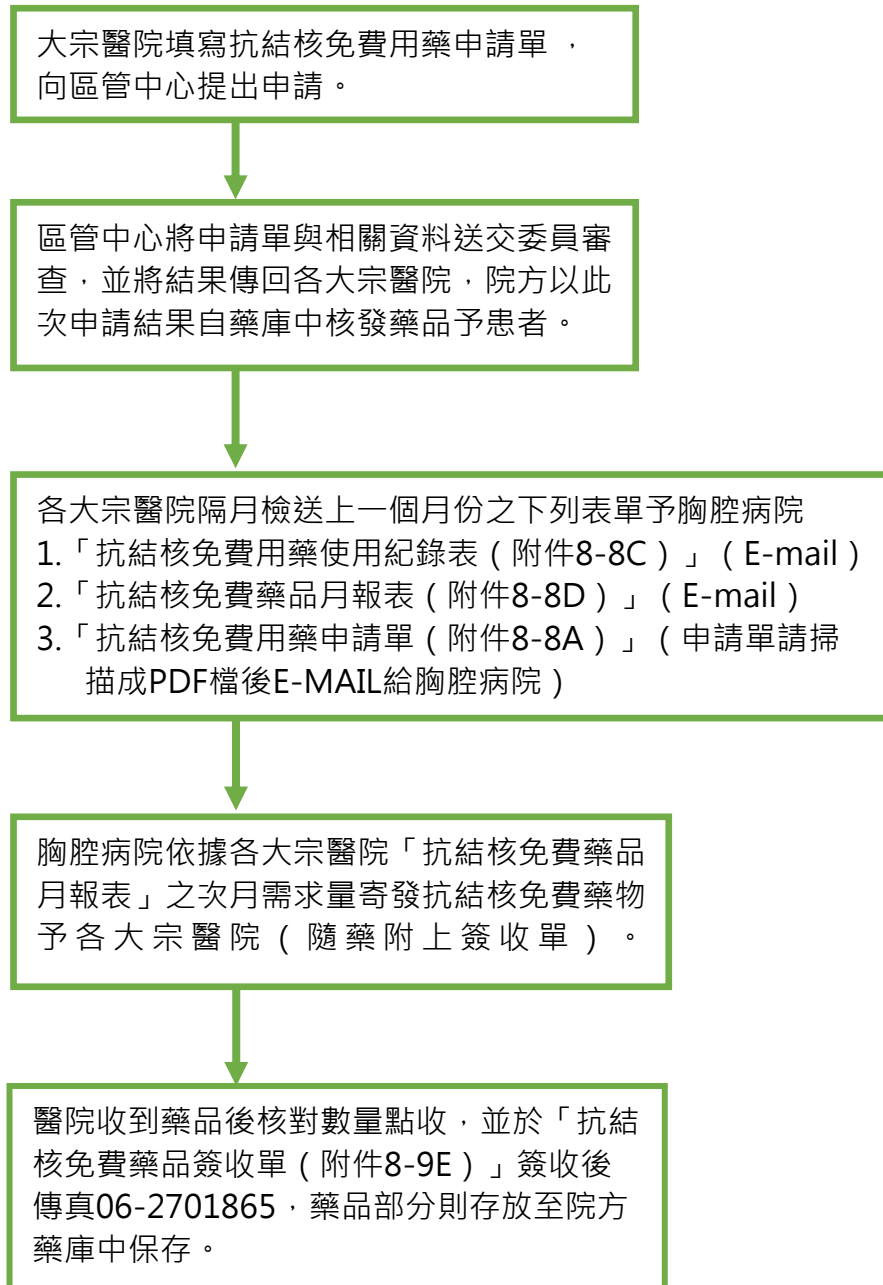 大宗醫院填寫抗結核免費用藥申請單，
向區管中心提出申請。
區管中心將申請單與相關資料送交委員審
查，並將結果傳回各大宗醫院，院方以此
次申請結果自藥庫中核發藥品予患者。
各大宗醫院隔月檢送上一個月份之下列表單予胸腔病院
1.「抗結核免費用藥使用紀錄表（附件8-8C）」（E-mail）
2.「抗結核免費藥品月報表（附件8-8D）」（E-mail）
3.「抗結核免費用藥申請單（附件8-8A）」（申請單請掃
描成PDF檔後E-MAIL給胸腔病院）
胸腔病院依據各大宗醫院「抗結核免費藥品
月報表」之次月需求量寄發抗結核免費藥物
予各大宗醫院（隨藥附上簽收單）。
醫院收到藥品後核對數量點收，並於「抗結
核免費藥品簽收單（附件8-9E）」簽收後
傳真06-2701865，藥品部分則存放至院方
藥庫中保存。